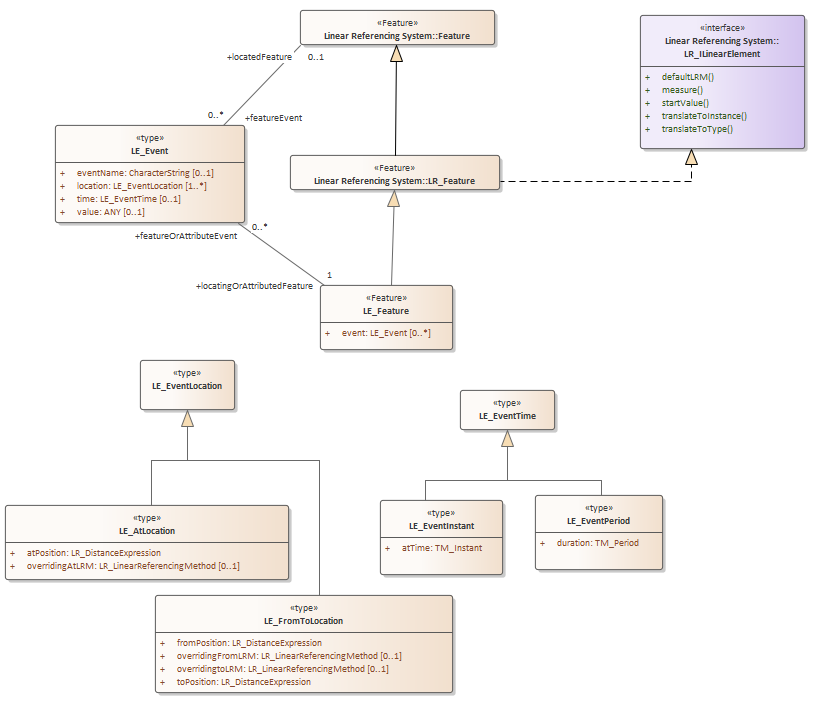 «Feature»
Linear Referencing System::Feature
+locatedFeature
0..1
«interface»
Linear Referencing System::
LR_ILinearElement
+ defaultLRM()
+ measure()
+ startValue()
+ translateToInstance()
+ translateToType()
0..*
+featureEvent
«type»
LE_Event
+ eventName: CharacterString [0..1]
+ location: LE_EventLocation [1..*]
+ time: LE_EventTime [0..1]
+ value: ANY [0..1]
«Feature»
Linear Referencing System::LR_Feature
0..*
+featureOrAttributeEvent
1
+locatingOrAttributedFeature
«Feature»
LE_Feature
+ event: LE_Event [0..*]
«type»
LE_EventLocation
«type»
LE_EventTime
«type»
LE_AtLocation
+ atPosition: LR_DistanceExpression
+ overridingAtLRM: LR_LinearReferencingMethod [0..1]
«type»
LE_EventInstant
+ atTime: TM_Instant
«type»
LE_EventPeriod
+ duration: TM_Period
«type»
LE_FromToLocation
+ fromPosition: LR_DistanceExpression
+ overridingFromLRM: LR_LinearReferencingMethod [0..1]
+ overridingtoLRM: LR_LinearReferencingMethod [0..1]
+ toPosition: LR_DistanceExpression